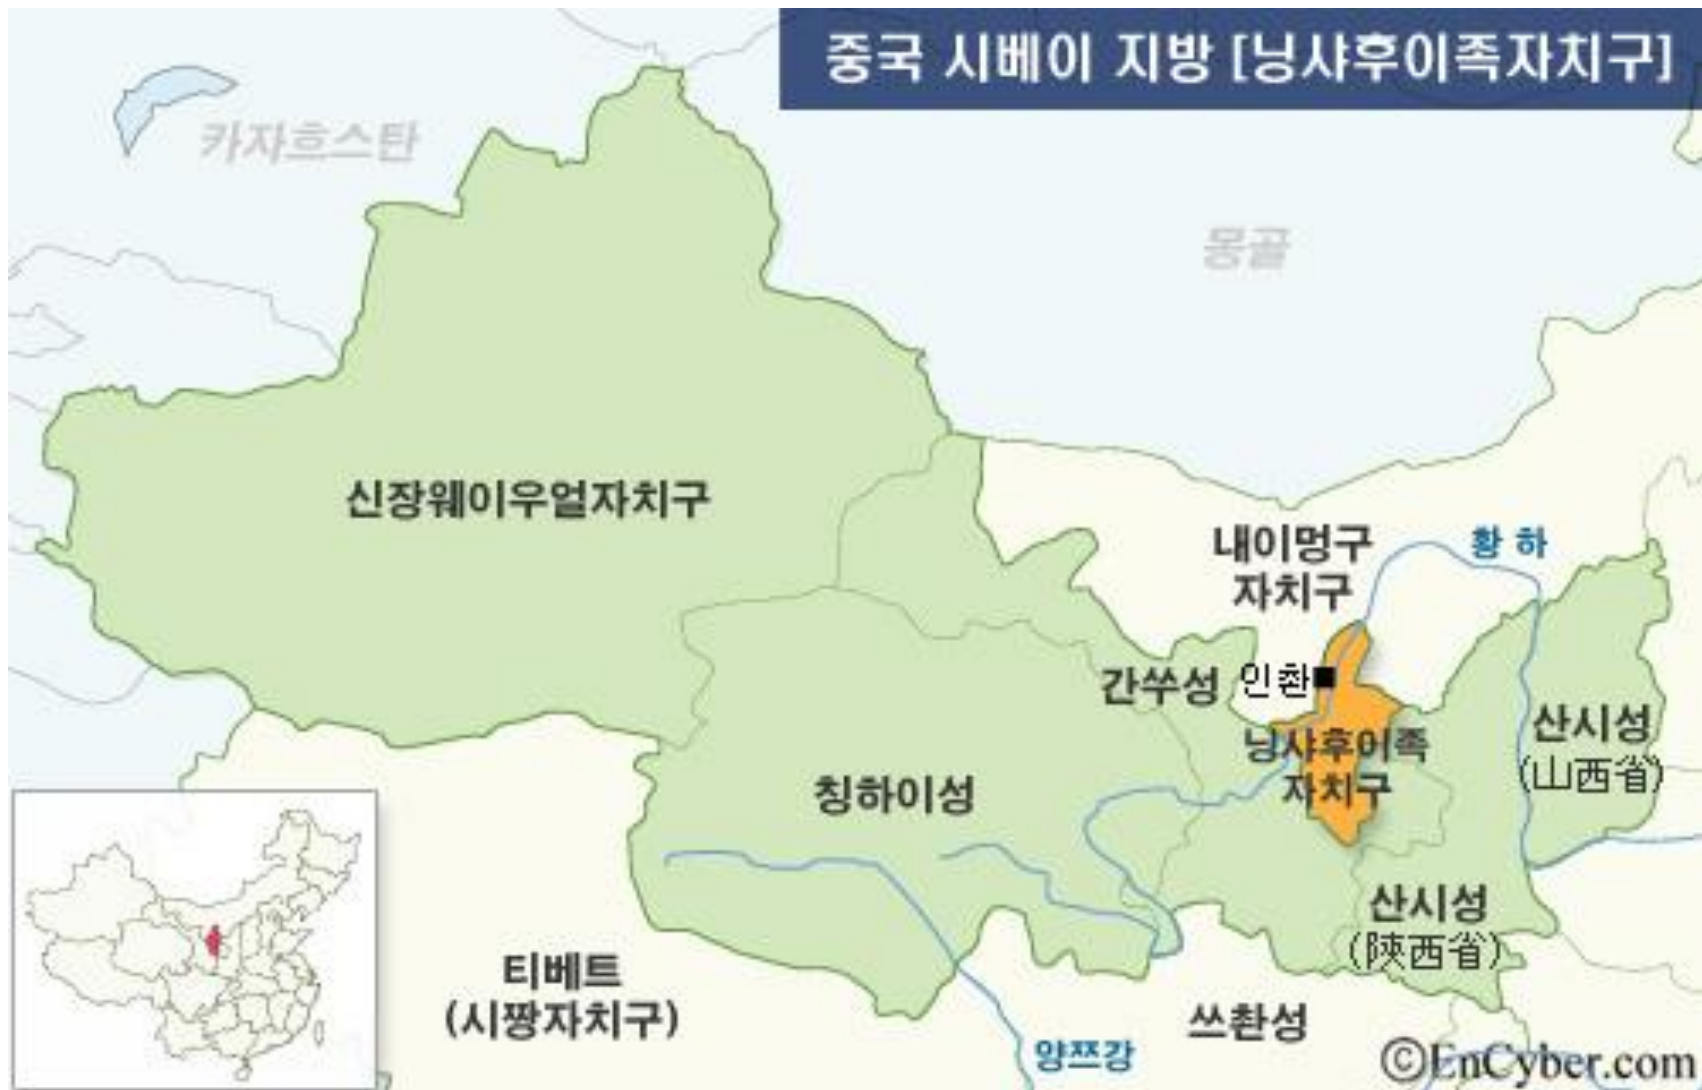 중국 시베이 지방 [닝샤후이족자치구]
카자흐스탄
몽골
신장웨이우얼자치구
내이멍구
자치구
황 하
간쑤성
인촨
닝샤후이족
자치구
산시성
(山西省)
칭하이성
산시성
(陝西省)
티베트
(시짱자치구)
쓰촨성
양쯔강
©EnCyber.com